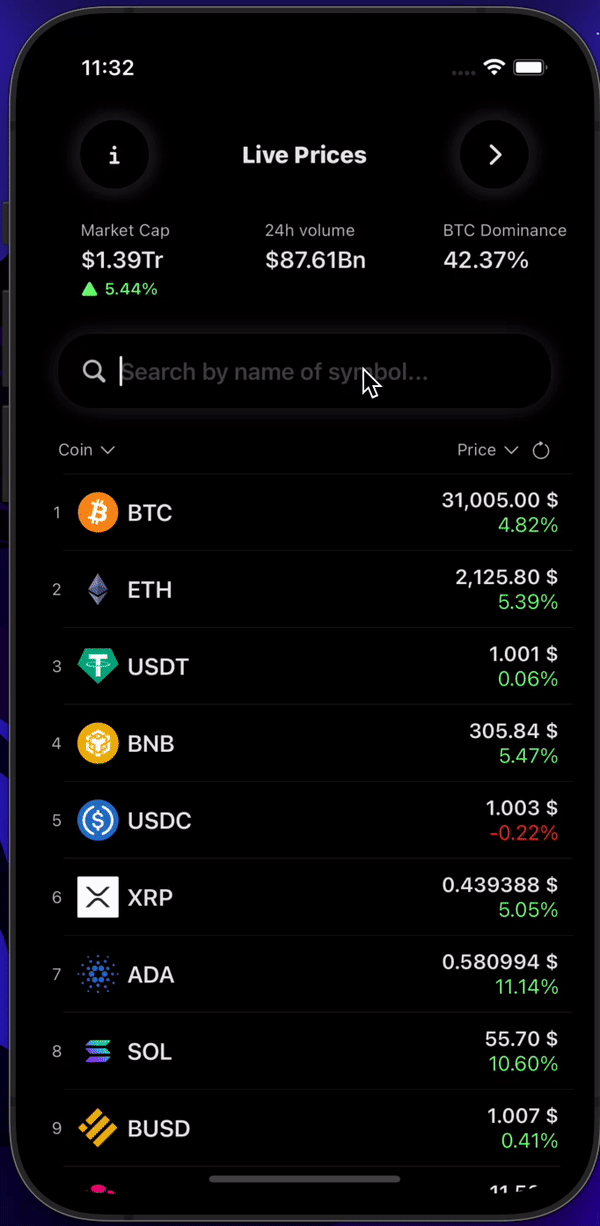 11:32
i
Live Prices
Market Cap 24h volume BTC Dominance
$1.39Tr $87.61Bn 42.37%
5.44%
Search by name of symbol...
Coin Price
1 BTC 31,005.00 $
4.82%
2 ETH 2,125.80 $
5.39%
3 USDT 1.001 $
0.06%
4 BNB 305.84 $
5.47%
5 USDC 1.003 $
-0.22%
6 XRP 0.439388 $
5.05%
7 ADA 0.580994 $
11.14%
8 SOL 55.70 $
10.60%
9 BUSD 1.007 $
0.41%